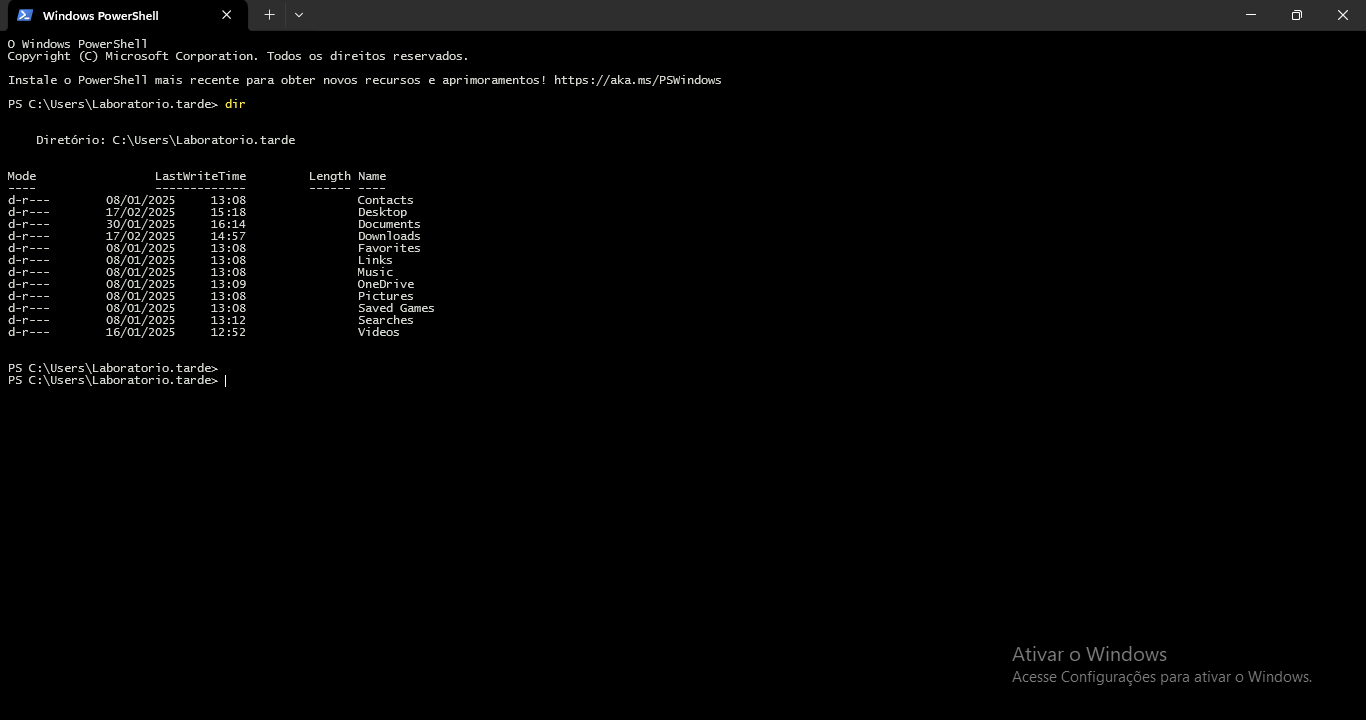 Windows PowerShell
O Windows PowerShell
Copyright (C) Microsoft Corporation. Todos os direitos reservados.
Instale o PowerShell mais recente para obter novos recursos e aprimoramentos! https://aka.ms/PSWindows
PS C:\Users\Laboratorio.tarde> dir
Diretório: C:\Users\Laboratorio.tarde
Mode LastWriteTime Length Name
---- ------------- ------ ----
d-r--- 08/01/2025 13:08 Contacts
d-r--- 17/02/2025 15:18 Desktop
d-r--- 30/01/2025 16:14 Documents
d-r--- 17/02/2025 14:57 Downloads
d-r--- 08/01/2025 13:08 Favorites
d-r--- 08/01/2025 13:08 Links
d-r--- 08/01/2025 13:08 Music
d-r--- 08/01/2025 13:09 OneDrive
d-r--- 08/01/2025 13:08 Pictures
d-r--- 08/01/2025 13:08 Saved Games
d-r--- 08/01/2025 13:12 Searches
d-r--- 16/01/2025 12:52 Videos
PS C:\Users\Laboratorio.tarde>
PS C:\Users\Laboratorio.tarde>
Ativar o Windows
Acesse Configurações para ativar o Windows.